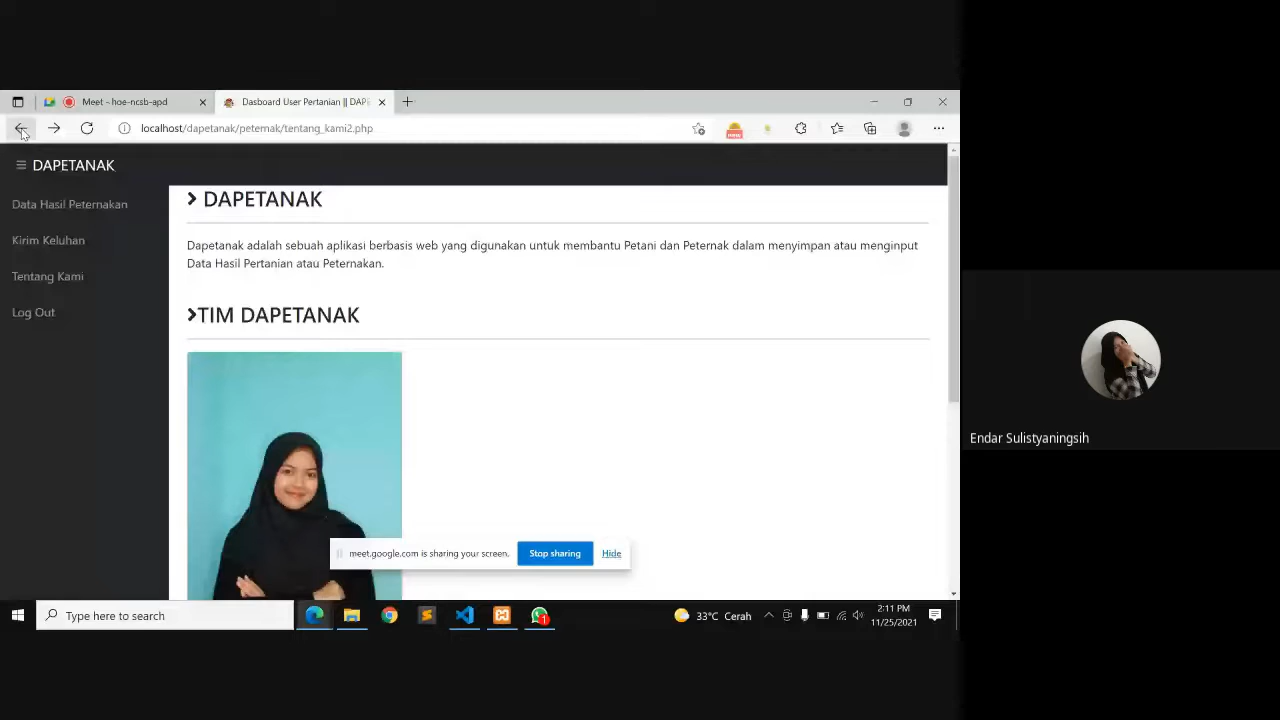 Meet - hoe-ncsb-apd
Dasboard User Pertanian || DAPE
localhost/dapetanak/peternak/tentang_kami2.php
DAPETANAK
Data Hasil Peternakan
Kirim Keluhan
Tentang Kami
Log Out
DAPETANAK
Dapetanak adalah sebuah aplikasi berbasis web yang digunakan untuk membantu Petani dan Peternak dalam menyimpan atau menginput
Data Hasil Pertanian atau Peternakan.
TIM DAPETANAK
meet.google.com is sharing your screen.
Stop sharing
Hide
Endar Sulistyaningsih
Type here to search
1
33°C Cerah
2:11 PM
11/25/2021